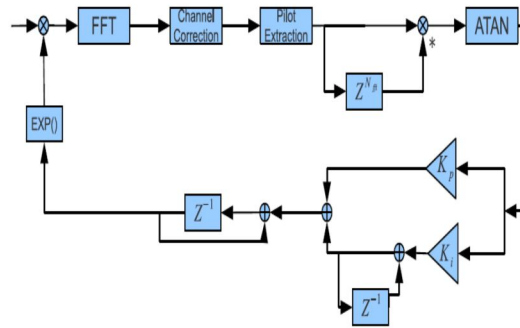 FFT
Channel
Correction
Pilot
Extraction
*
ATAN
EXP()
K_p
Z^{-1}
K_i
Z^{-1}